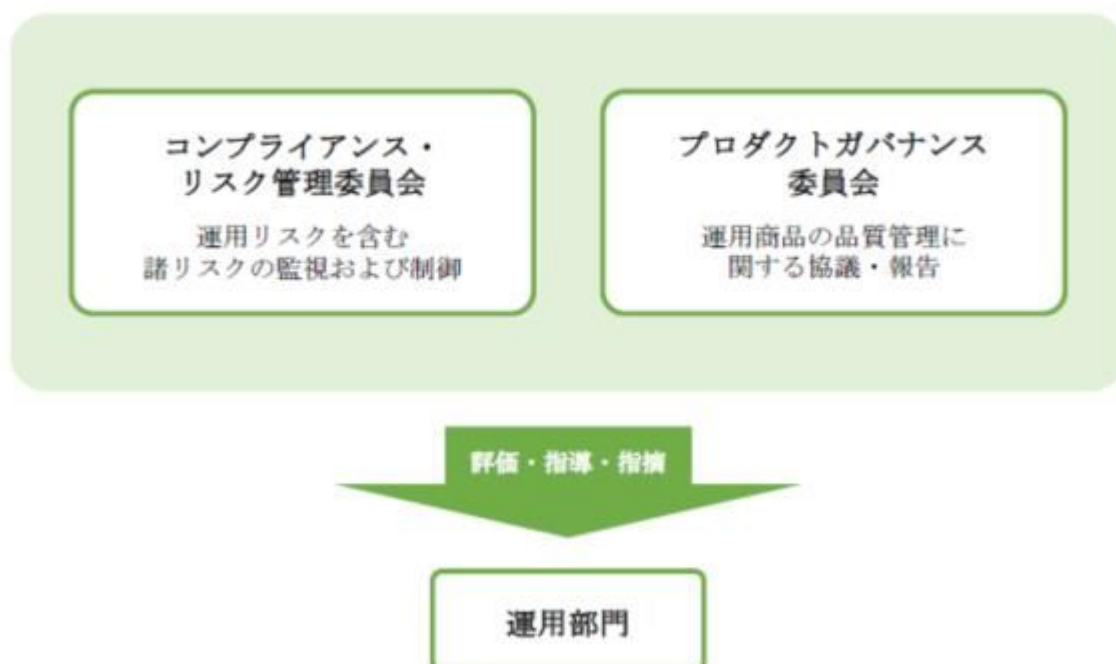 コンプライアンス・
リスク管理委員会
運用リスクを含む
諸リスクの監視および制御
プロダクトガバナンス
委員会
運用商品の品質管理に
関する協議・報告
評価・指導・指摘
運用部門